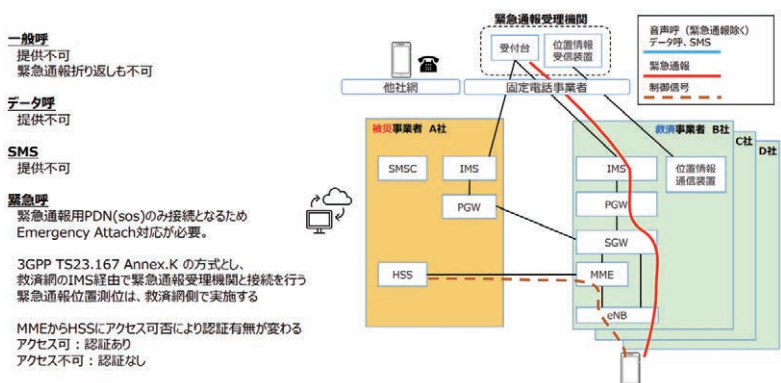 一般呼
提供不可
緊急通報折り返しも不可
データ呼
提供不可
SMS
提供不可
緊急呼
緊急通報用PDN(sos)のみ接続となるため
Emergency Attach対応が必要。
3GPP TS23.167 Annex.K の方式とし、
救済網のIMS経由で緊急通報受理機関と接続を行う
緊急通報位置測位は、救済網側で実施する
MMEからHSSにアクセス可否により認証有無が変わる
アクセス可：認証あり
アクセス不可：認証なし
緊急通報受理機関
受付台
位置情報
受信装置
他社網
固定電話事業者
音声呼（緊急通報除く）
データ呼、SMS
緊急通報
制御信号
被災事業者 A社
SMSC
IMS
PGW
HSS
救済事業者 B社
C社
D社
IMS
位置情報
通信装置
PGW
SGW
MME
eNB